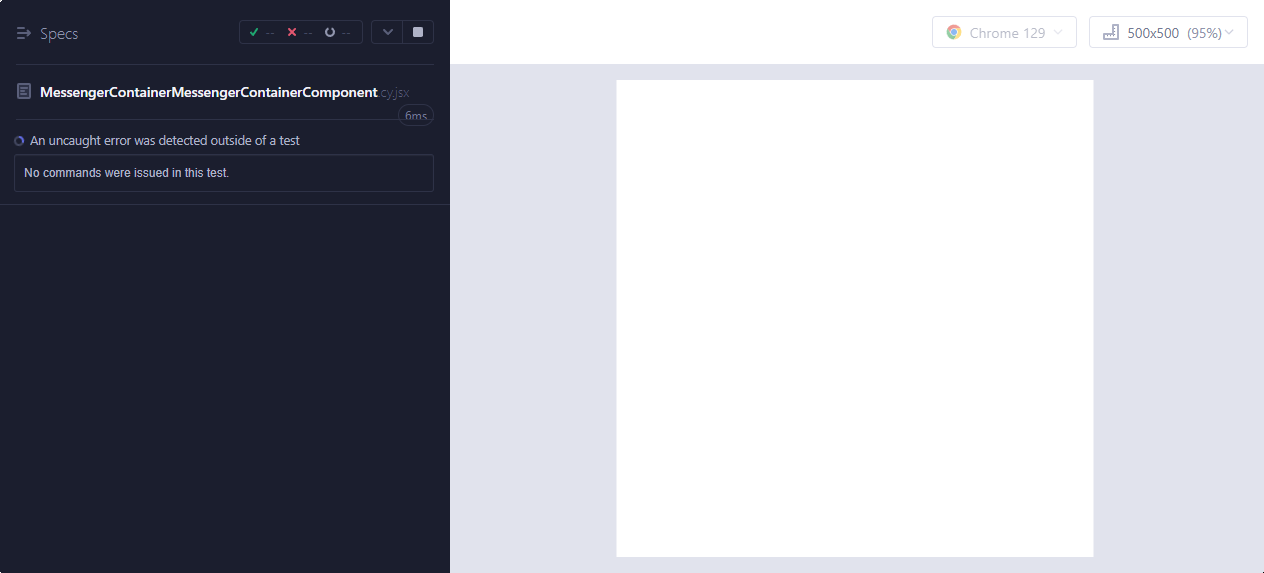 Specs
-- -- --
MessengerContainerMessengerContainerComponent.cy.jsx
6ms
An uncaught error was detected outside of a test
No commands were issued in this test.
Chrome 129
500x500 (95%)